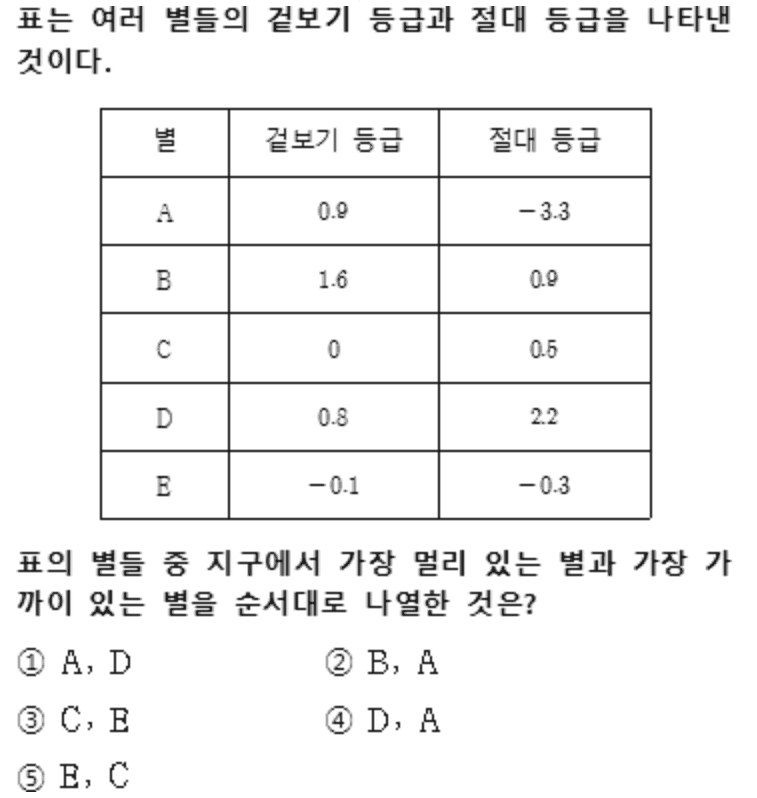 표는 여러 별들의 겉보기 등급과 절대 등급을 나타낸
것이다.
별 겉보기 등급 절대 등급
A 0.9 －3.3
B 1.6 0.9
C 0 0.5
D 0.8 2.2
E －0.1 －0.3
표의 별들 중 지구에서 가장 멀리 있는 별과 가장 가
까이 있는 별을 순서대로 나열한 것은?
① A, D ② B, A
③ C, E ④ D, A
⑤ E, C